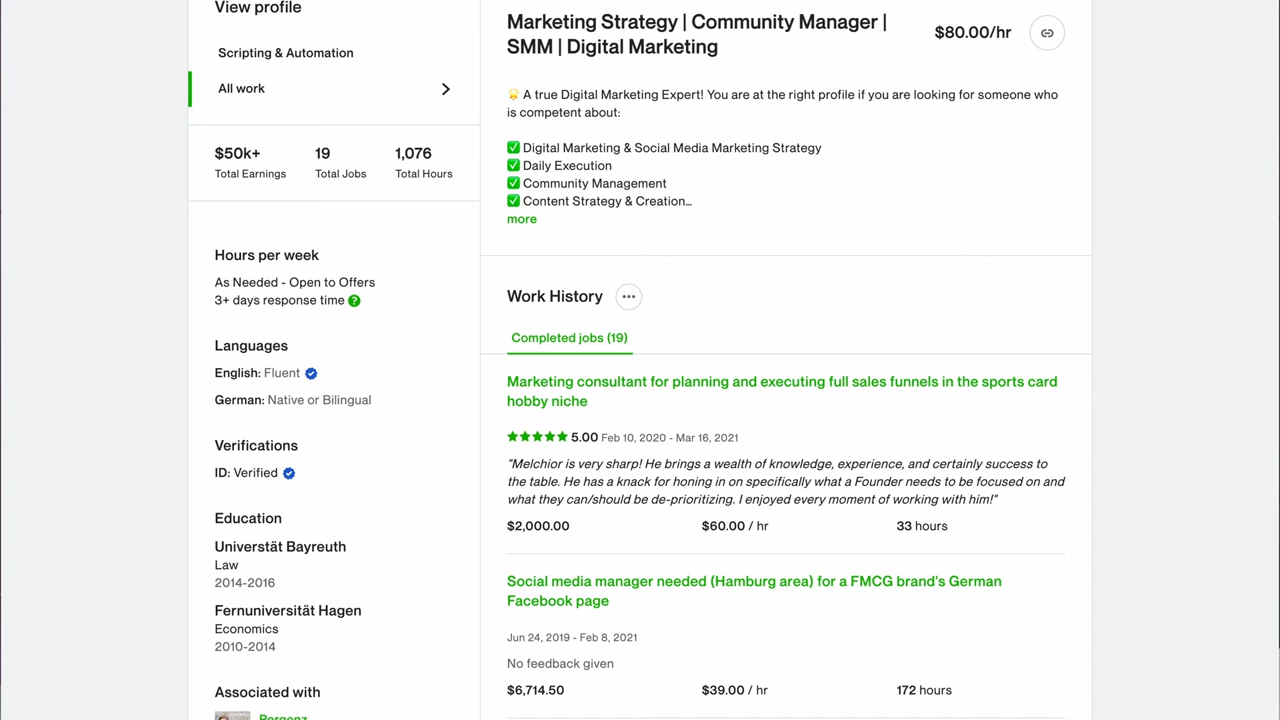 View profile
Scripting & Automation
All work
$50k+
19
1,076
Total Earnings
Total Jobs
Total Hours
Hours per week
As Needed - Open to Offers
3+ days response time
Languages
English: Fluent
German: Native or Bilingual
Verifications
ID: Verified
Education
Universtät Bayreuth
Law
2014-2016
Fernuniversität Hagen
Economics
2010-2014
Associated with
Marketing Strategy | Community Manager |
SMM | Digital Marketing
$80.00/hr
A true Digital Marketing Expert! You are at the right profile if you are looking for someone who
is competent about:
Digital Marketing & Social Media Marketing Strategy
Daily Execution
Community Management
Content Strategy & Creation…
more
Work History
Completed jobs (19)
Marketing consultant for planning and executing full sales funnels in the sports card
hobby niche
5.00 Feb 10, 2020 - Mar 16, 2021
"Melchior is very sharp! He brings a wealth of knowledge, experience, and certainly success to
the table. He has a knack for honing in on specifically what a Founder needs to be focused on and
what they can/should be de-prioritizing. I enjoyed every moment of working with him!"
$2,000.00
$60.00 / hr
33 hours
Social media manager needed (Hamburg area) for a FMCG brand's German
Facebook page
Jun 24, 2019 - Feb 8, 2021
No feedback given
$6,714.50
$39.00 / hr
172 hours